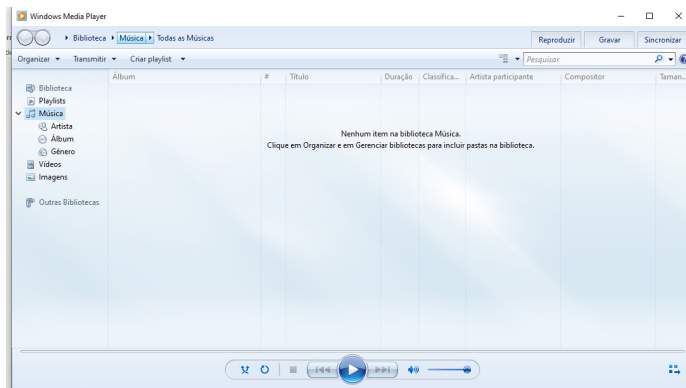 Windows Media Player
Biblioteca Música Todas as Músicas
Reproduzir Gravar Sincronizar
Organizar Transmitir Criar playlist Pesquisar
Álbum # Título Duração Classifica... Artista participante Compositor Taman...
Biblioteca
Playlists
Música
Artista
Álbum
Gênero
Vídeos
Imagens
Outras Bibliotecas
Nenhum item na biblioteca Música.
Clique em Organizar e em Gerenciar bibliotecas para incluir pastas na biblioteca.